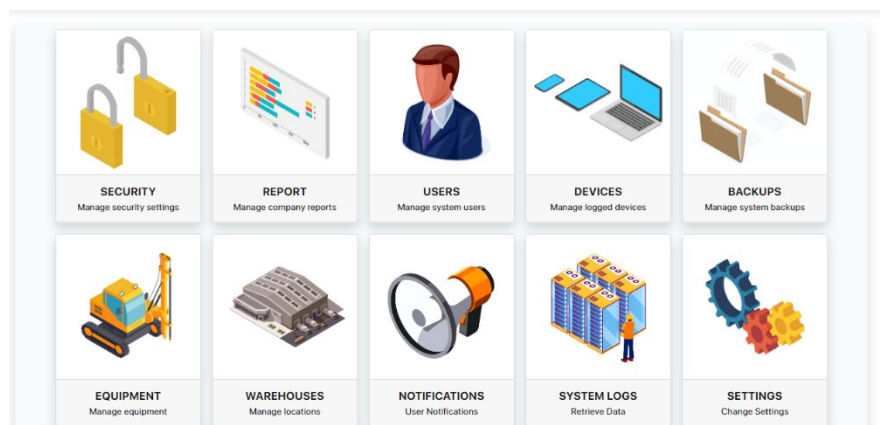 SECURITY
Manage security settings
REPORT
Manage company reports
USERS
Manage system users
DEVICES
Manage logged devices
BACKUPS
Manage system backups
EQUIPMENT
Manage equipment
WAREHOUSES
Manage locations
NOTIFICATIONS
User Notifications
SYSTEM LOGS
Retrieve Data
SETTINGS
Change Settings